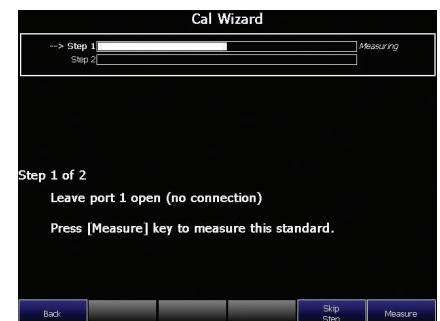 Cal Wizard
--> Step 1 Measuring
Step 2
Step 1 of 2
Leave port 1 open (no connection)
Press [Measure] key to measure this standard.
Back
Skip Step
Measure